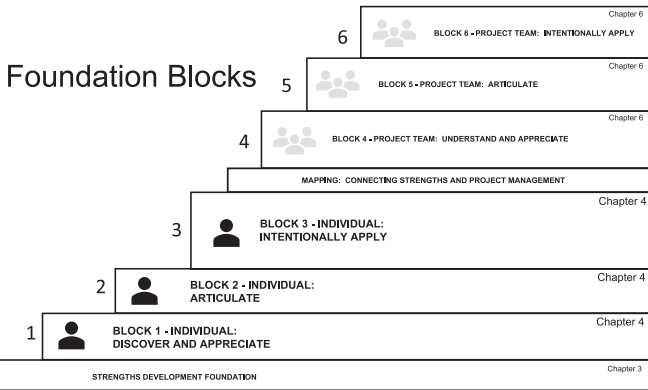 Foundation Blocks
Chapter 6
6
BLOCK 6 - PROJECT TEAM: INTENTIONALLY APPLY
Chapter 6
5
BLOCK 5 - PROJECT TEAM: ARTICULATE
Chapter 6
4
BLOCK 4 - PROJECT TEAM: UNDERSTAND AND APPRECIATE
MAPPING: CONNECTING STRENGTHS AND PROJECT MANAGEMENT
Chapter 4
3
BLOCK 3 - INDIVIDUAL:
INTENTIONALLY APPLY
Chapter 4
2
BLOCK 2 - INDIVIDUAL:
ARTICULATE
Chapter 4
1
BLOCK 1 - INDIVIDUAL:
DISCOVER AND APPRECIATE
Chapter 3
STRENGTHS DEVELOPMENT FOUNDATION